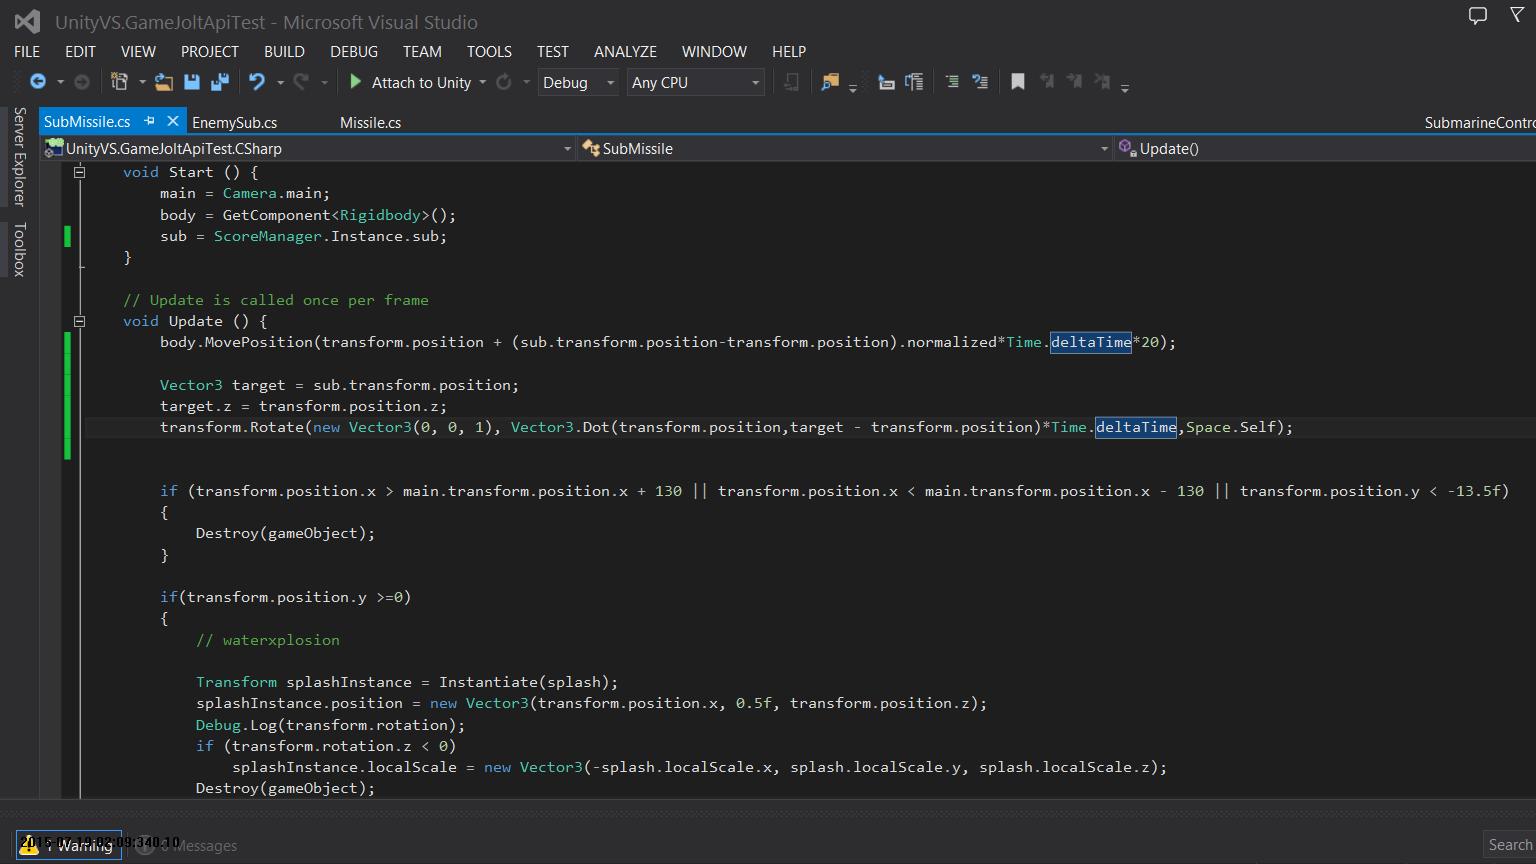 UnityVS.GameJoltApiTest - Microsoft Visual Studio
FILE EDIT VIEW PROJECT BUILD DEBUG TEAM TOOLS TEST ANALYZE WINDOW HELP
Attach to Unity Debug Any CPU
Server Explorer
Toolbox
SubMissile.cs EnemySub.cs Missile.cs SubmarineContro
UnityVS.GameJoltApiTest.CSharp SubMissile Update()
void Start () {
main = Camera.main;
body = GetComponent<Rigidbody>();
sub = ScoreManager.Instance.sub;
}
// Update is called once per frame
void Update () {
body.MovePosition(transform.position + (sub.transform.position-transform.position).normalized*Time.deltaTime*20);
Vector3 target = sub.transform.position;
target.z = transform.position.z;
transform.Rotate(new Vector3(0, 0, 1), Vector3.Dot(transform.position,target - transform.position)*Time.deltaTime,Space.Self);
if (transform.position.x > main.transform.position.x + 130 || transform.position.x < main.transform.position.x - 130 || transform.position.y < -13.5f)
{
Destroy(gameObject);
}
if(transform.position.y >=0)
{
// waterxplosion
Transform splashInstance = Instantiate(splash);
splashInstance.position = new Vector3(transform.position.x, 0.5f, transform.position.z);
Debug.Log(transform.rotation);
if (transform.rotation.z < 0)
splashInstance.localScale = new Vector3(-splash.localScale.x, splash.localScale.y, splash.localScale.z);
Destroy(gameObject);
1 Warning Messages
Search